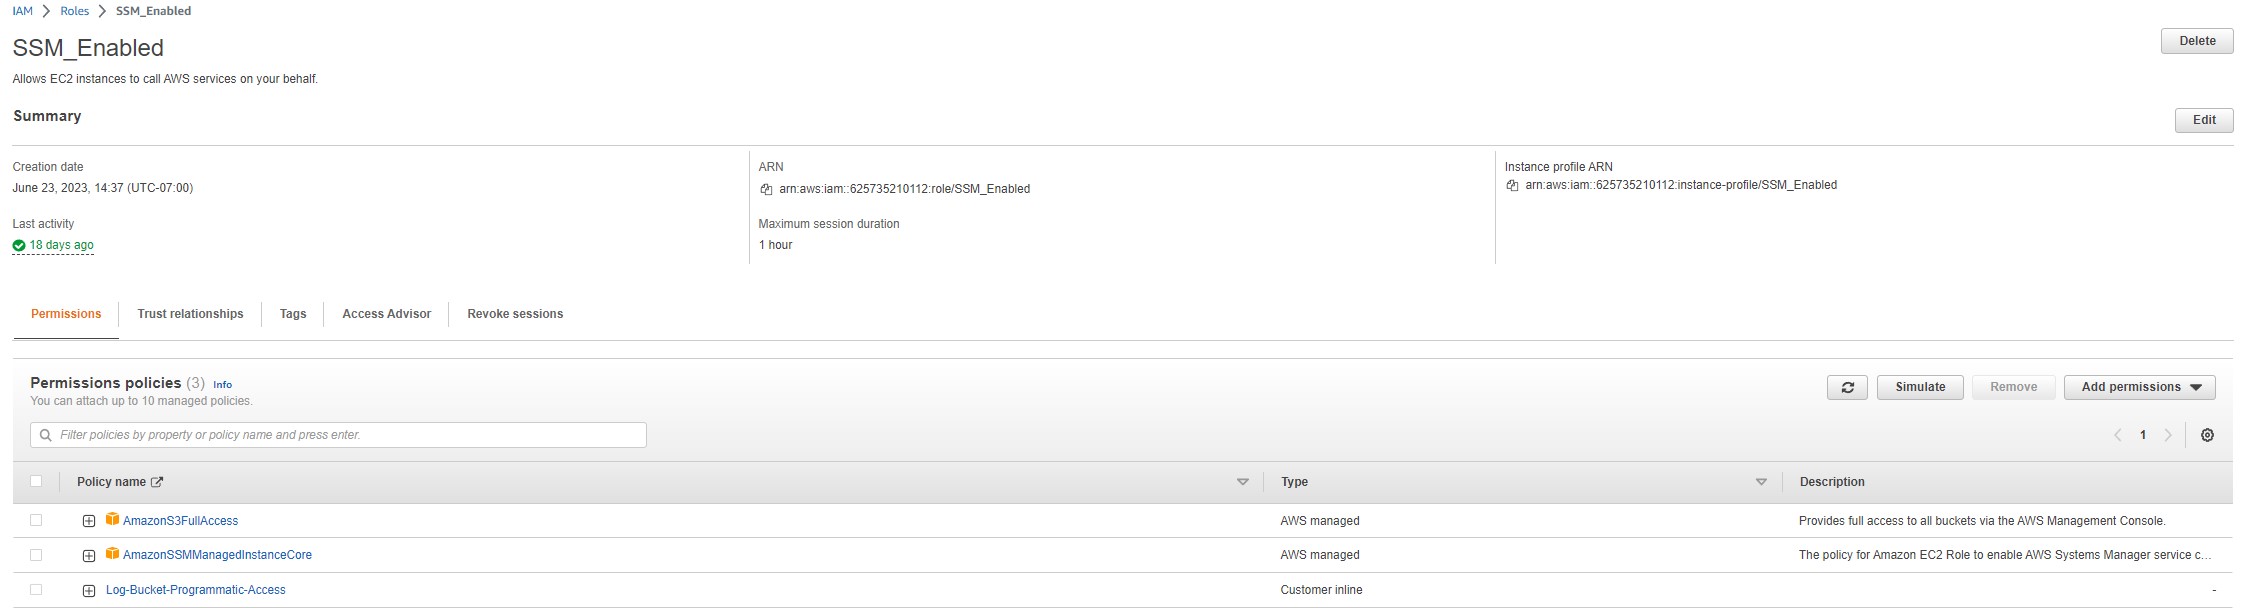 IAM > Roles > SSM_Enabled
SSM_Enabled
Delete
Allows EC2 instances to call AWS services on your behalf.
Summary
Edit
Creation date
June 23, 2023, 14:37 (UTC-07:00)
Last activity
18 days ago
ARN
arn:aws:iam::625735210112:role/SSM_Enabled
Maximum session duration
1 hour
Instance profile ARN
arn:aws:iam::625735210112:instance-profile/SSM_Enabled
Permissions Trust relationships Tags Access Advisor Revoke sessions
Permissions policies (3) Info
You can attach up to 10 managed policies.
Simulate Remove Add permissions
Filter policies by property or policy name and press enter.
1
Policy name Type Description
AmazonS3FullAccess AWS managed Provides full access to all buckets via the AWS Management Console.
AmazonSSMManagedInstanceCore AWS managed The policy for Amazon EC2 Role to enable AWS Systems Manager service c...
Log-Bucket-Programmatic-Access Customer inline -